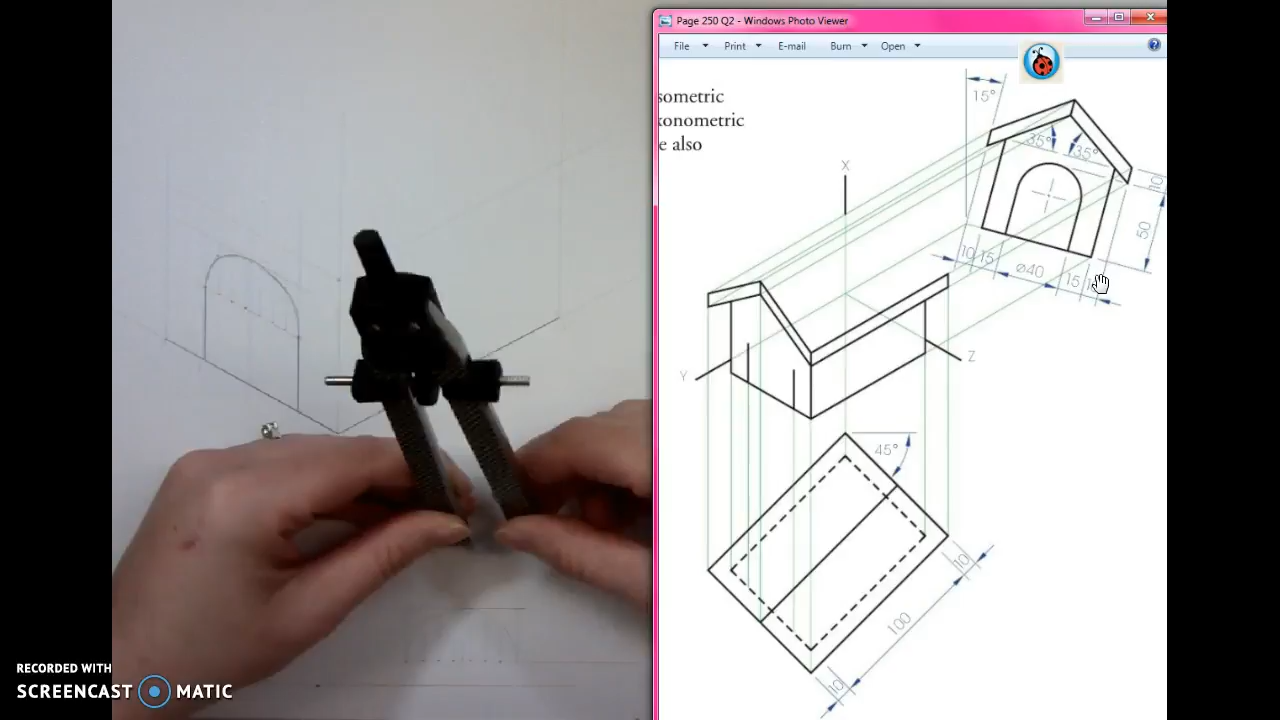 Page 250 Q2 - Windows Photo Viewer
File Print E-mail Burn Open
sometric
xonometric
e also
15°
X
35° 35°
10
50
10 15 ⌀40 15
Z
Y
45°
10
100
10
RECORDED WITH
SCREENCAST MATIC